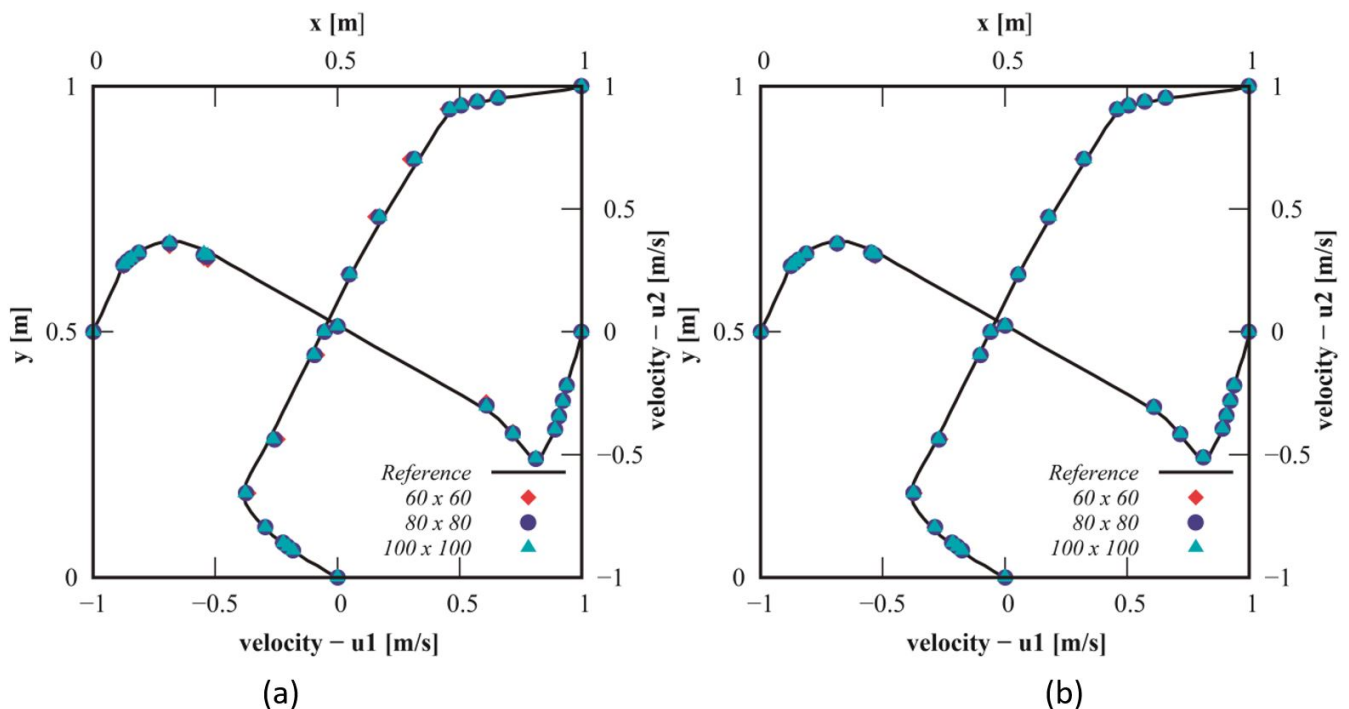 x [m]
0 0.5 1
1 1
0.5
y [m] 0.5 0 velocity − u2 [m/s]
−0.5
Reference
60 x 60
80 x 80
100 x 100
0 −1
−1 −0.5 0 0.5 1
velocity − u1 [m/s]
(a)
x [m]
0 0.5 1
1 1
0.5
y [m] 0.5 0 velocity − u2 [m/s]
−0.5
Reference
60 x 60
80 x 80
100 x 100
0 −1
−1 −0.5 0 0.5 1
velocity − u1 [m/s]
(b)